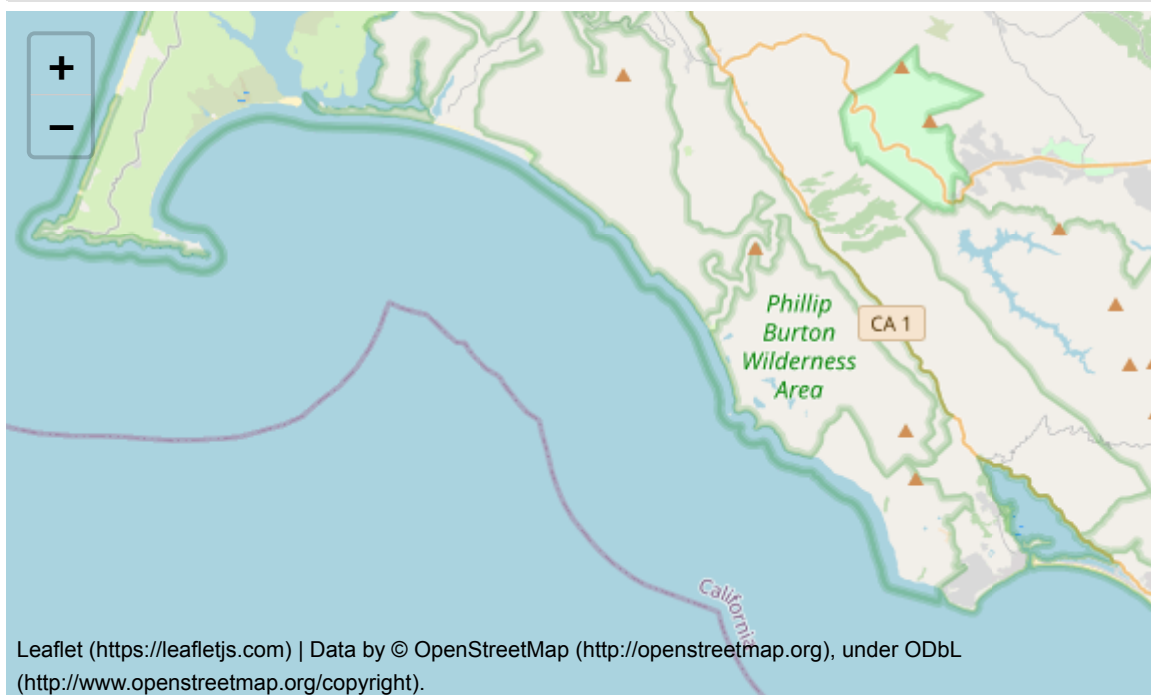 +
−
Phillip
Burton
Wilderness
Area
CA 1
California
Leaflet (https://leafletjs.com) | Data by © OpenStreetMap (http://openstreetmap.org), under ODbL
(http://www.openstreetmap.org/copyright).